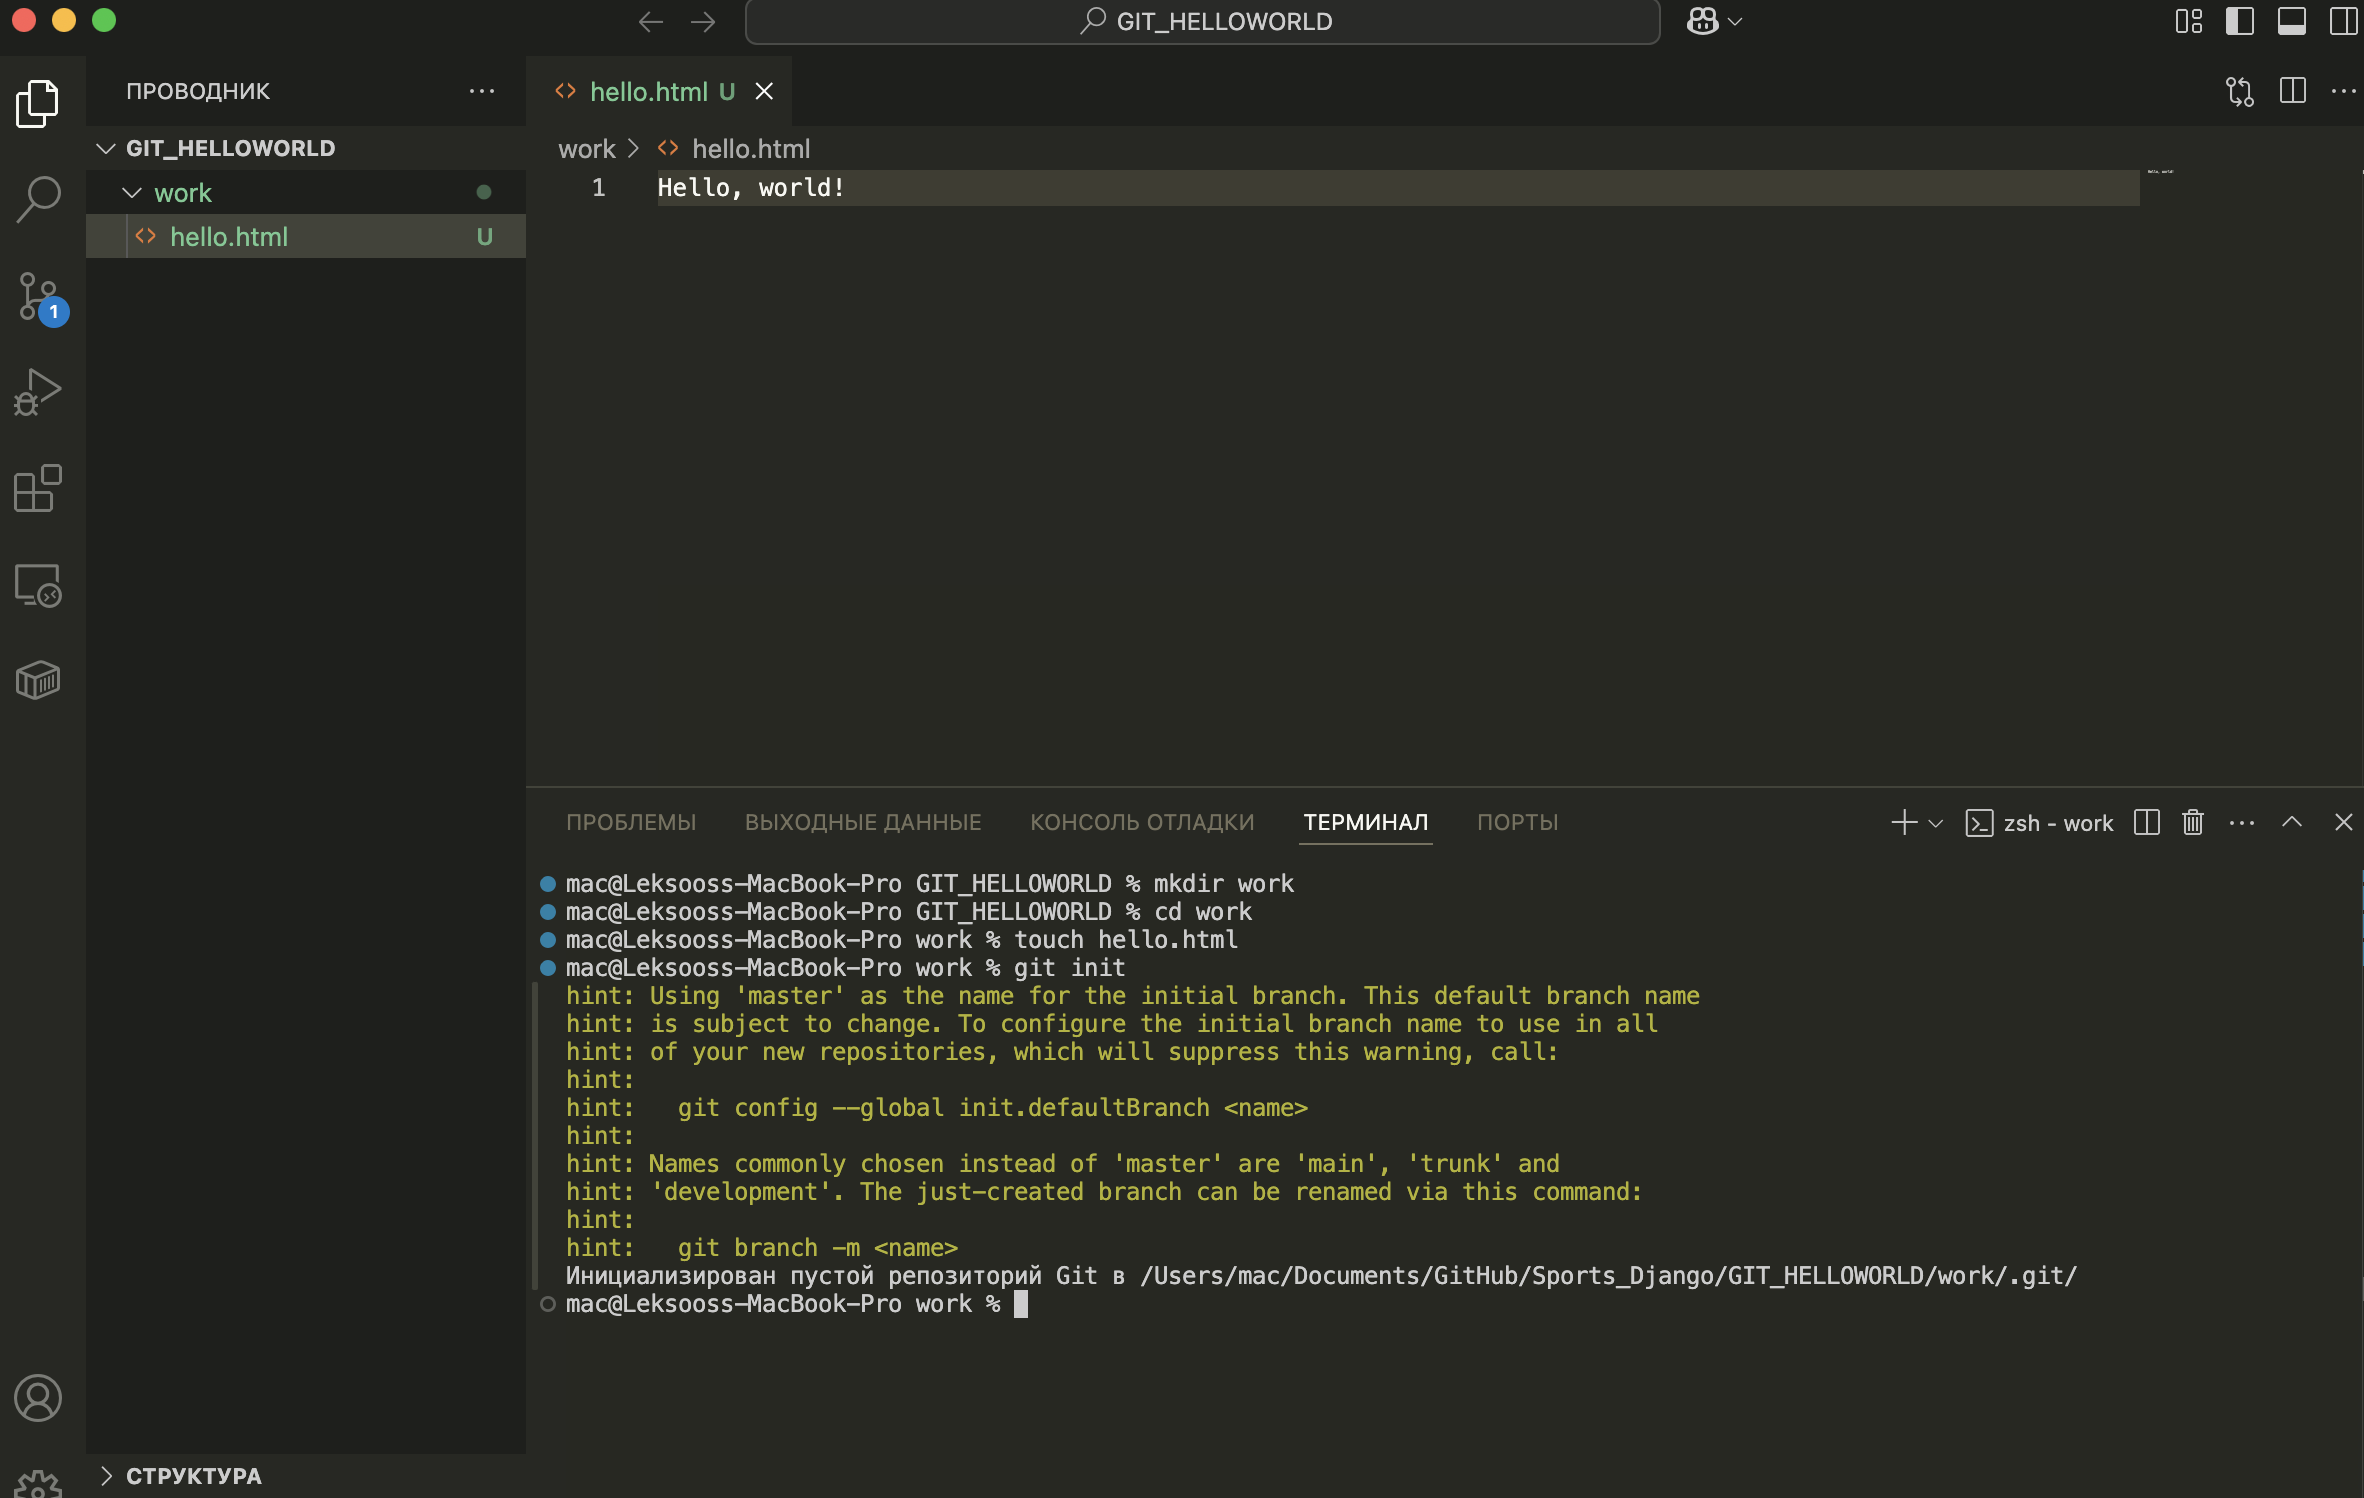 GIT_HELLOWORLD
ПРОВОДНИК
GIT_HELLOWORLD
work
hello.html U
1
СТРУКТУРА
hello.html U
work > hello.html
1 Hello, world!
ПРОБЛЕМЫ ВЫХОДНЫЕ ДАННЫЕ КОНСОЛЬ ОТЛАДКИ ТЕРМИНАЛ ПОРТЫ zsh - work
mac@Leksooss-MacBook-Pro GIT_HELLOWORLD % mkdir work
mac@Leksooss-MacBook-Pro GIT_HELLOWORLD % cd work
mac@Leksooss-MacBook-Pro work % touch hello.html
mac@Leksooss-MacBook-Pro work % git init
hint: Using 'master' as the name for the initial branch. This default branch name
hint: is subject to change. To configure the initial branch name to use in all
hint: of your new repositories, which will suppress this warning, call:
hint:
hint:   git config --global init.defaultBranch <name>
hint:
hint: Names commonly chosen instead of 'master' are 'main', 'trunk' and
hint: 'development'. The just-created branch can be renamed via this command:
hint:
hint:   git branch -m <name>
Инициализирован пустой репозиторий Git в /Users/mac/Documents/GitHub/Sports_Django/GIT_HELLOWORLD/work/.git/
mac@Leksooss-MacBook-Pro work %